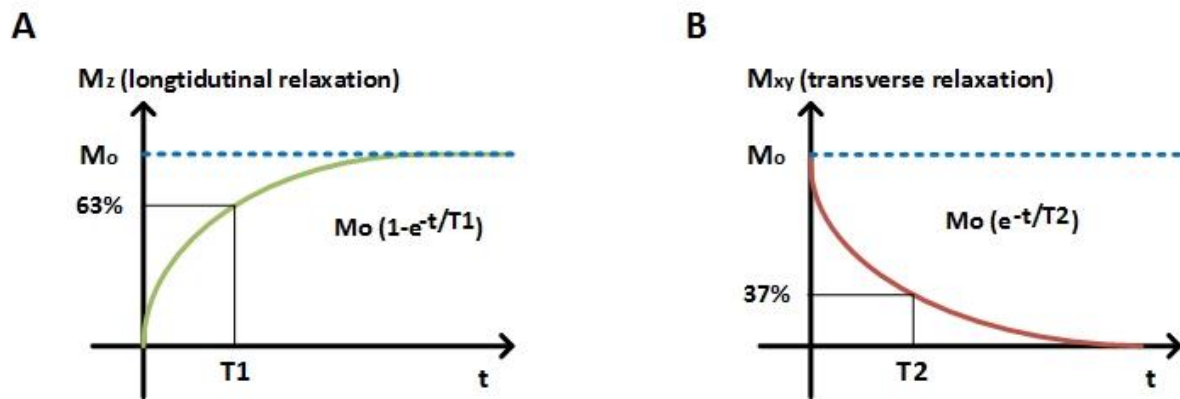 A
Mz (longtidutinal relaxation)
Mo
63%
Mo (1-e-t/T1)
T1
t
B
Mxy (transverse relaxation)
Mo
37%
Mo (e-t/T2)
T2
t